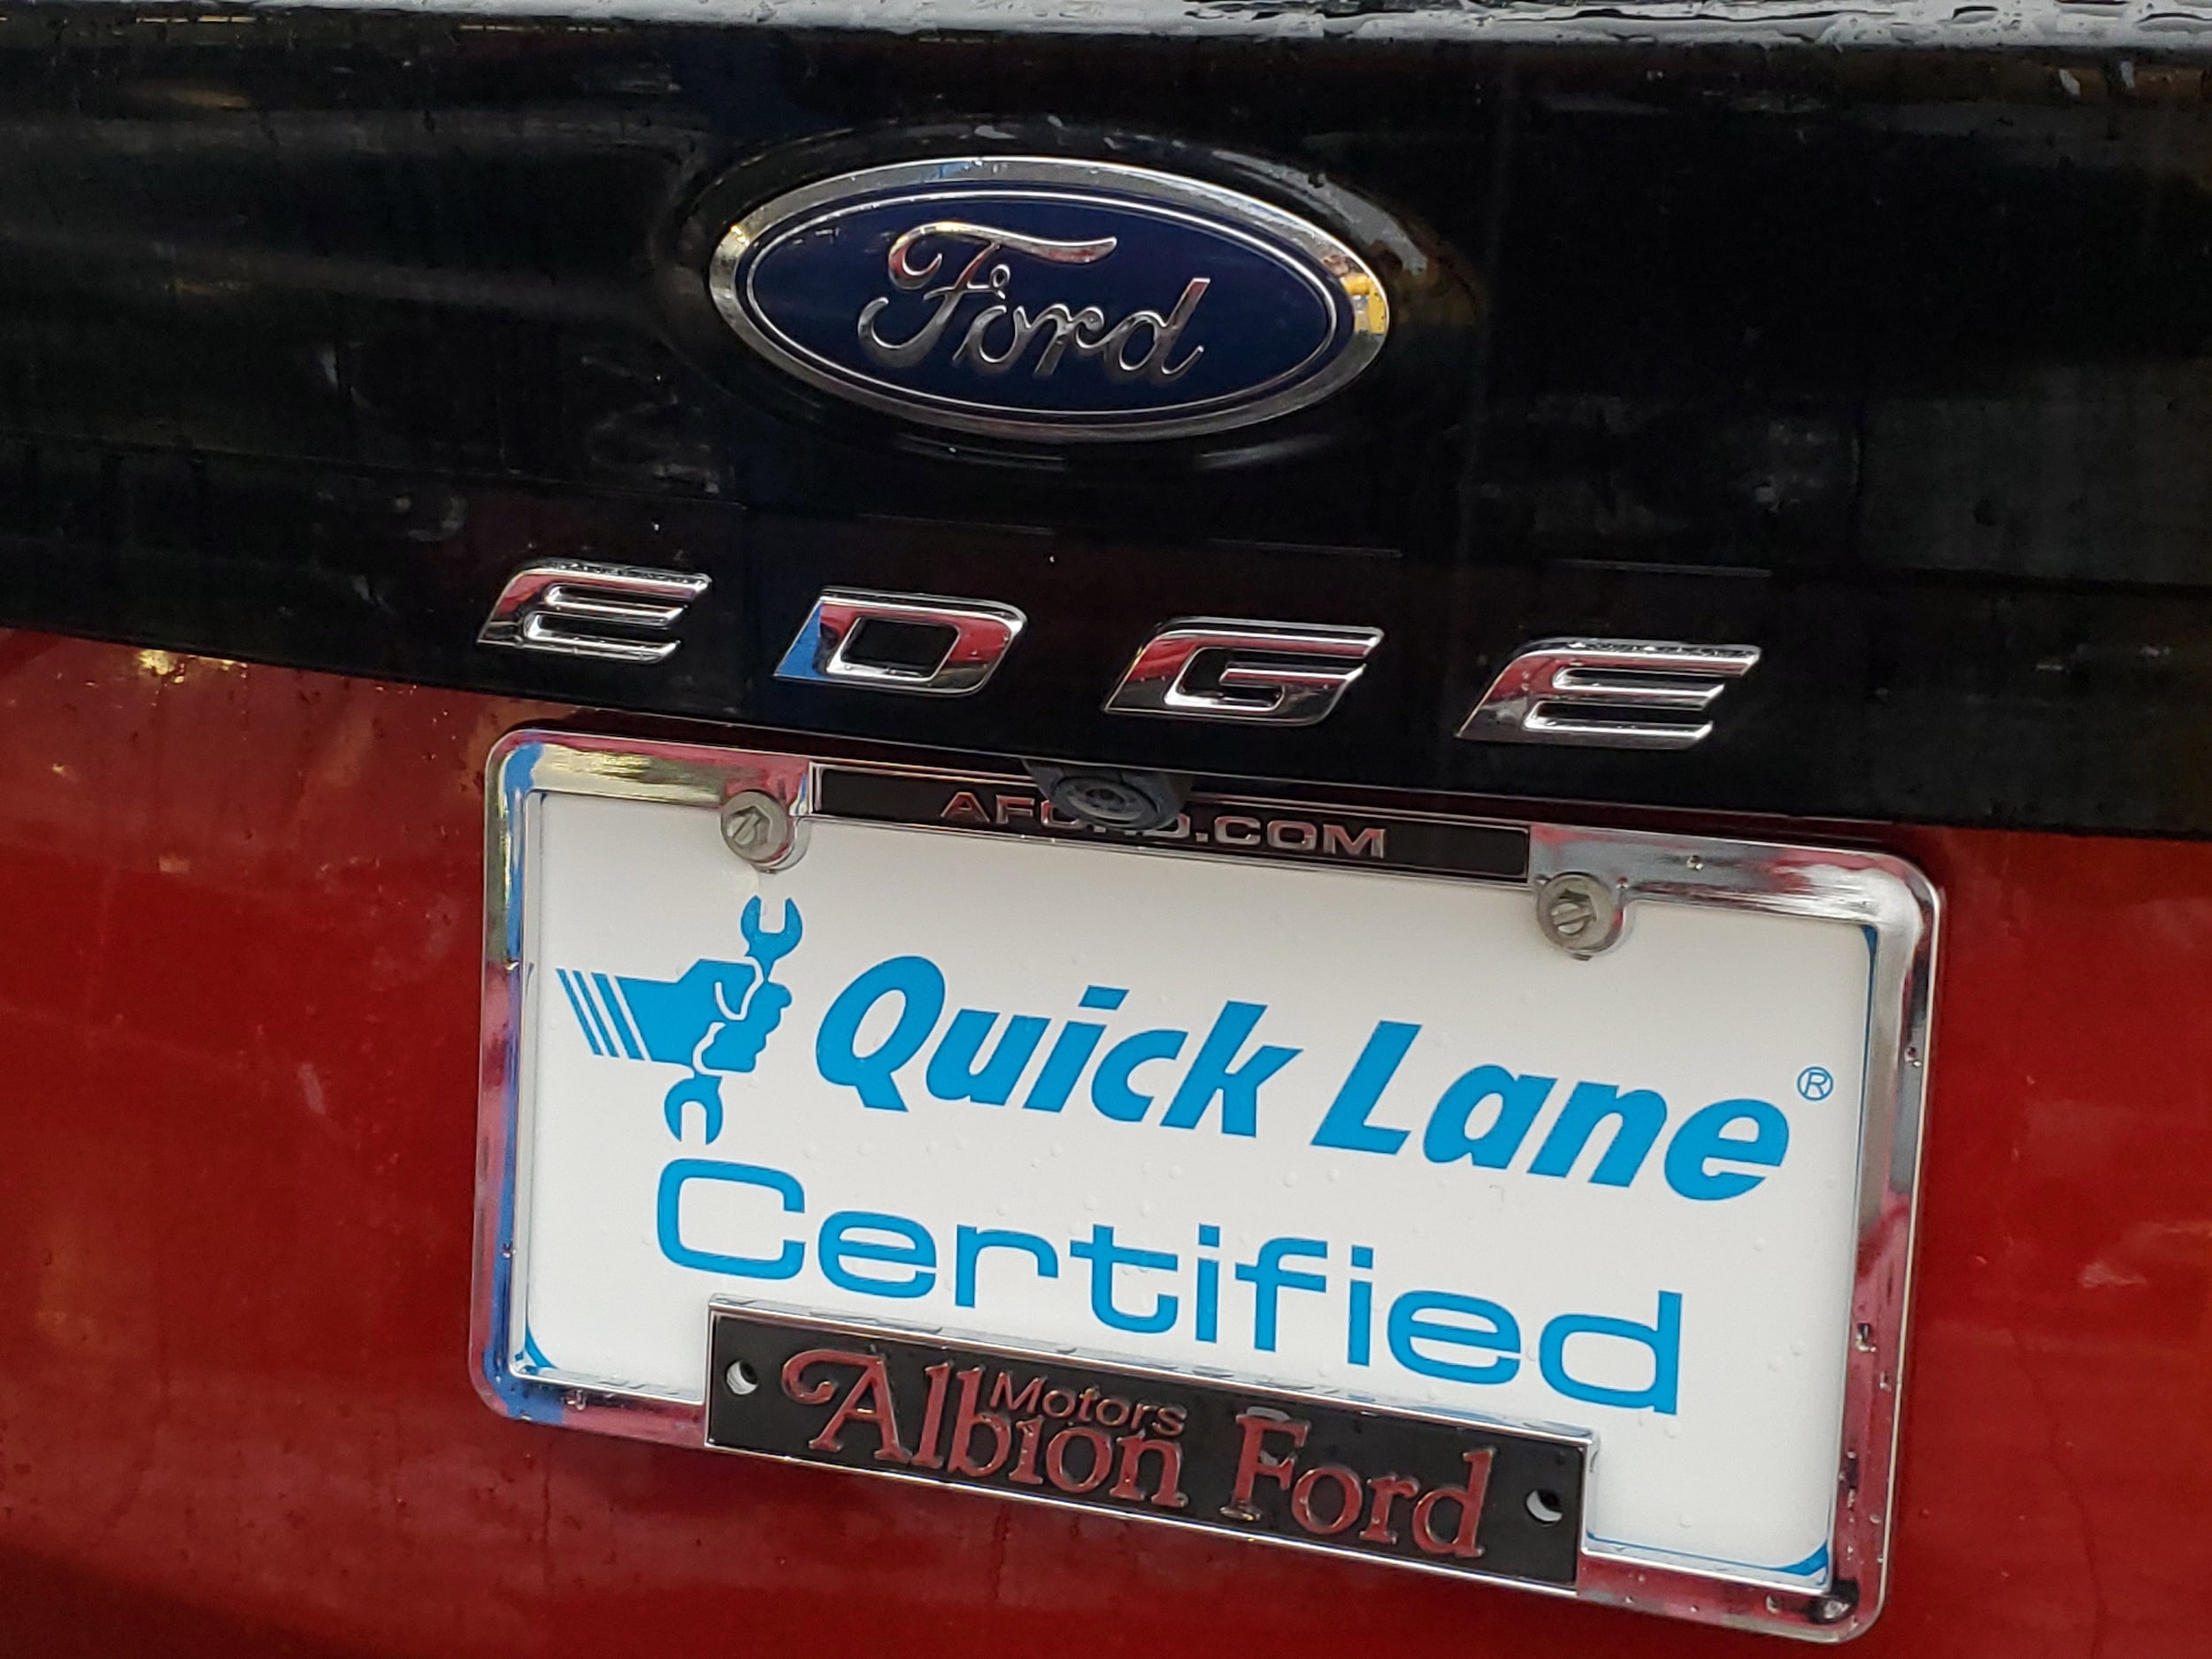 Ford
EDGE
AFORD.COM
Quick Lane®
Certified
Motors
Albion Ford